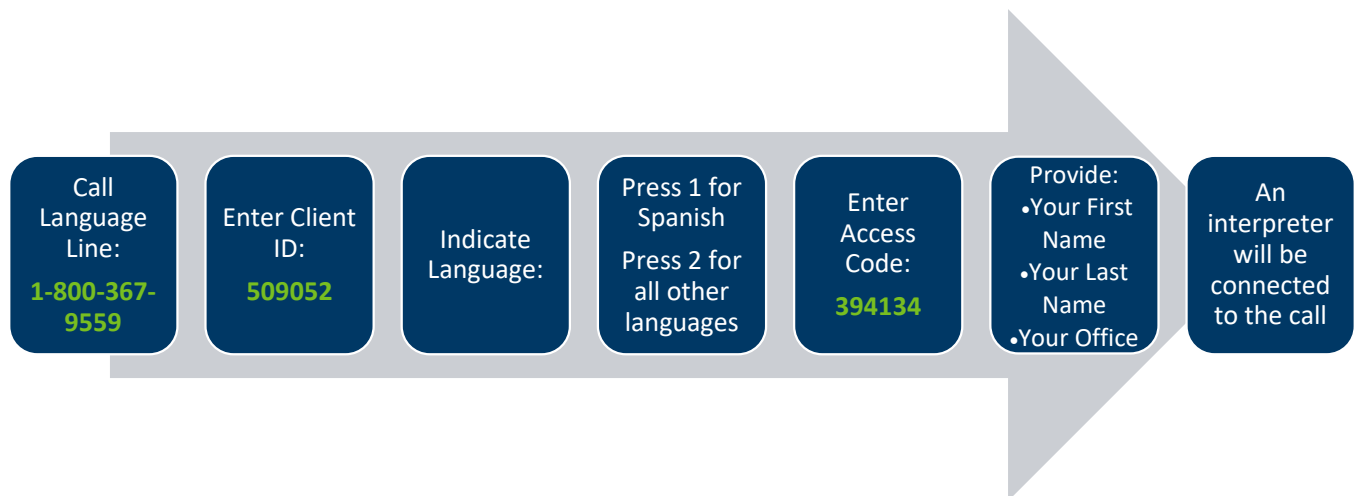 Call
Language
Line:
1-800-367-
9559
Enter Client
ID:
509052
Indicate
Language:
Press 1 for
Spanish
Press 2 for
all other
languages
Enter
Access
Code:
394134
Provide:
•Your First
Name
•Your Last
Name
•Your Office
An
interpreter
will be
connected
to the call